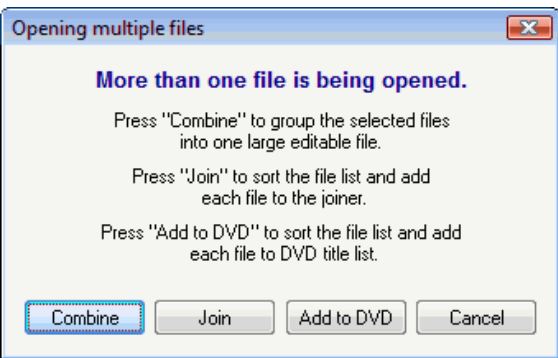 Opening multiple files
More than one file is being opened.
Press "Combine" to group the selected files
into one large editable file.
Press "Join" to sort the file list and add
each file to the joiner.
Press "Add to DVD" to sort the file list and add
each file to DVD title list.
Combine Join Add to DVD Cancel